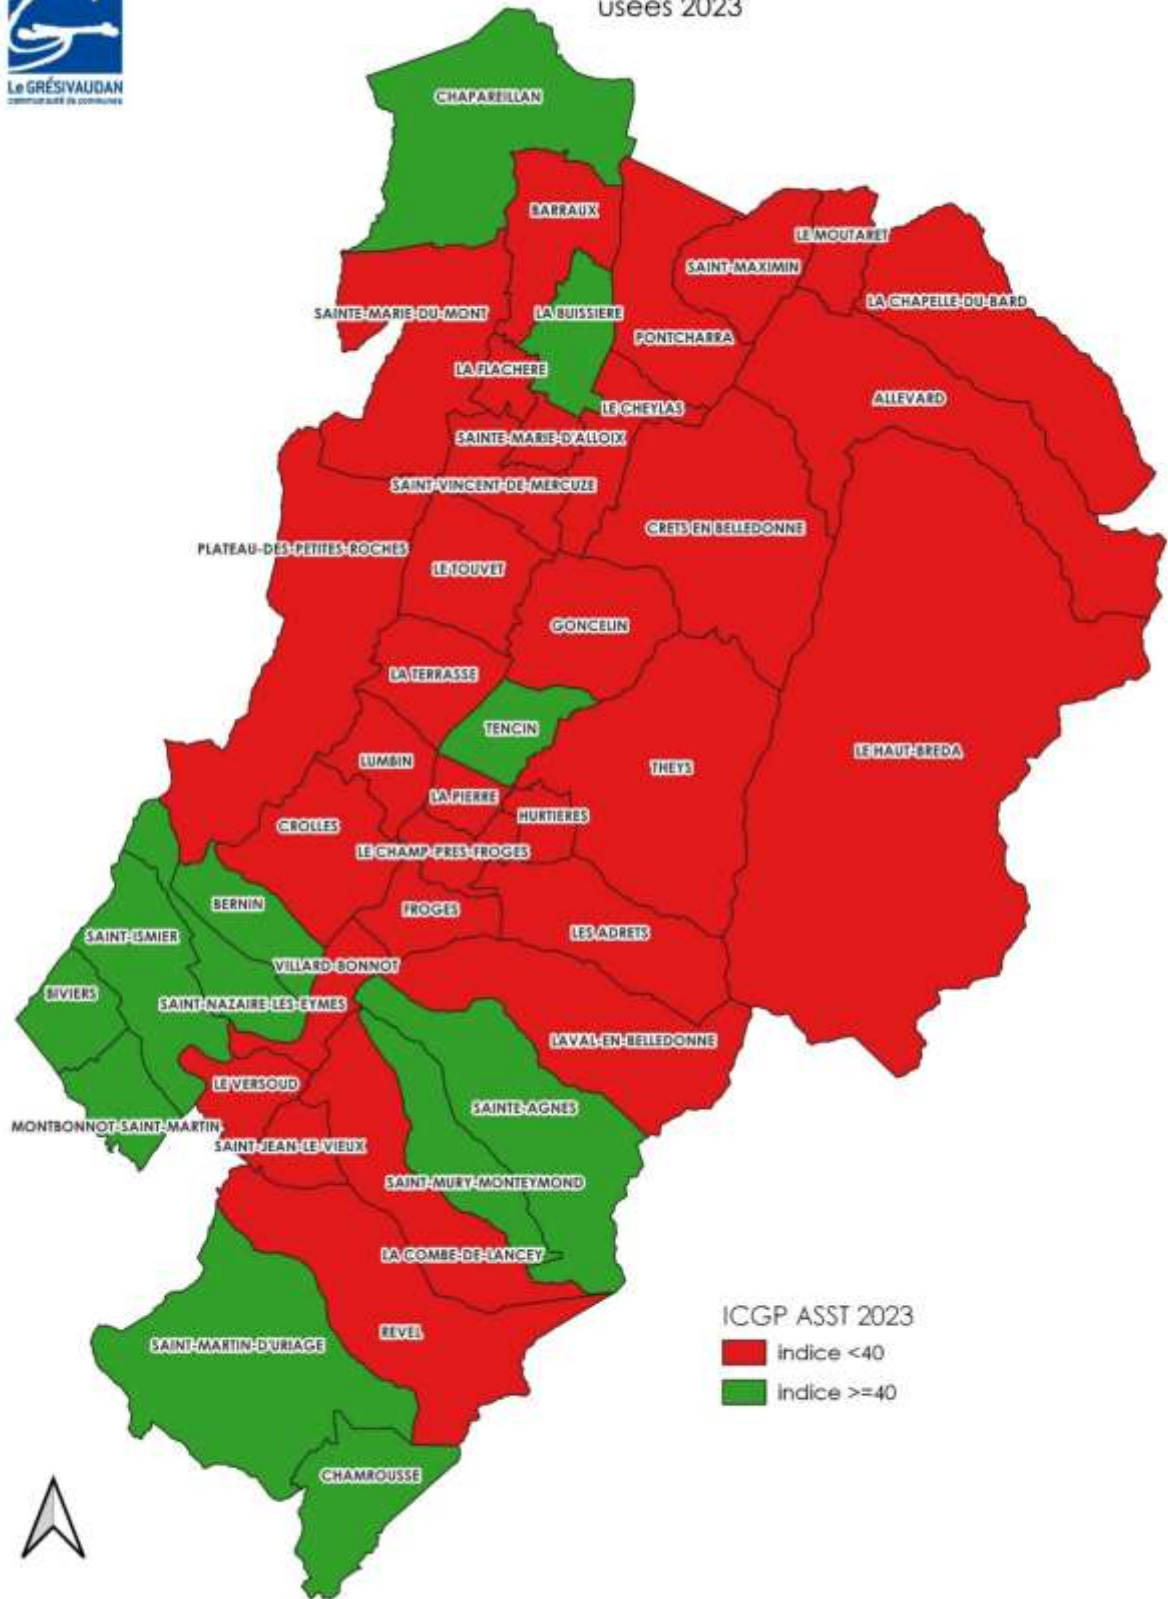 usées 2023
Le GRÉSIVAUDAN
communauté de communes
CHAPAREILLAN
BARRAUX
LE MOUTARET
SAINT-MAXIMIN
LA CHAPELLE-DU-BARD
SAINTE-MARIE-DU-MONT
LA BUISSIERE
PONTCHARRA
LA FLACHERE
ALLEVARD
LE CHEYLAS
SAINTE-MARIE-D'ALLOIX
SAINT-VINCENT-DE-MERCUZE
CRETS EN BELLEDONNE
PLATEAU-DES-PETITES-ROCHES
LE TOUVET
GONCELIN
LA TERRASSE
TENCIN
LE HAUT-BREDA
LUMBIN
THEYS
LA PIERRE
HURTIERES
CROLLES
LE CHAMP-PRES-FROGES
BERNIN
FROGES
LES ADRETS
SAINT-ISMIER
VILLARD-BONNOT
BIVIERS
SAINT-NAZAIRE-LES-EYMES
LAVAL-EN-BELLEDONNE
LE VERSOUD
SAINTE-AGNES
MONTBONNOT-SAINT-MARTIN
SAINT-JEAN-LE-VIEUX
SAINT-MURY-MONTEYMOND
LA COMBE-DE-LANCEY
REVEL
SAINT-MARTIN-D'URIAGE
CHAMROUSSE
ICGP ASST 2023
indice <40
indice >=40